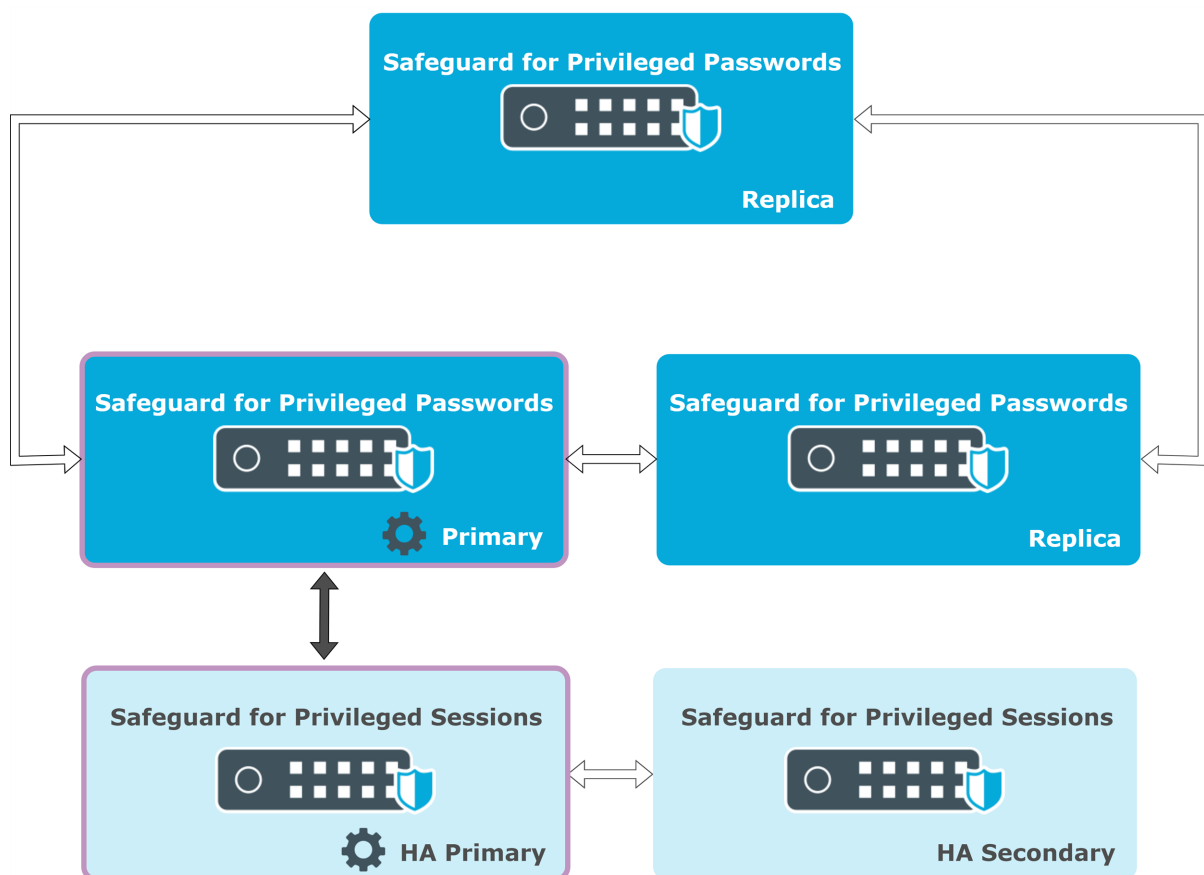 Safeguard for Privileged Passwords
Replica
Safeguard for Privileged Passwords
Primary
Safeguard for Privileged Passwords
Replica
Safeguard for Privileged Sessions
HA Primary
Safeguard for Privileged Sessions
HA Secondary